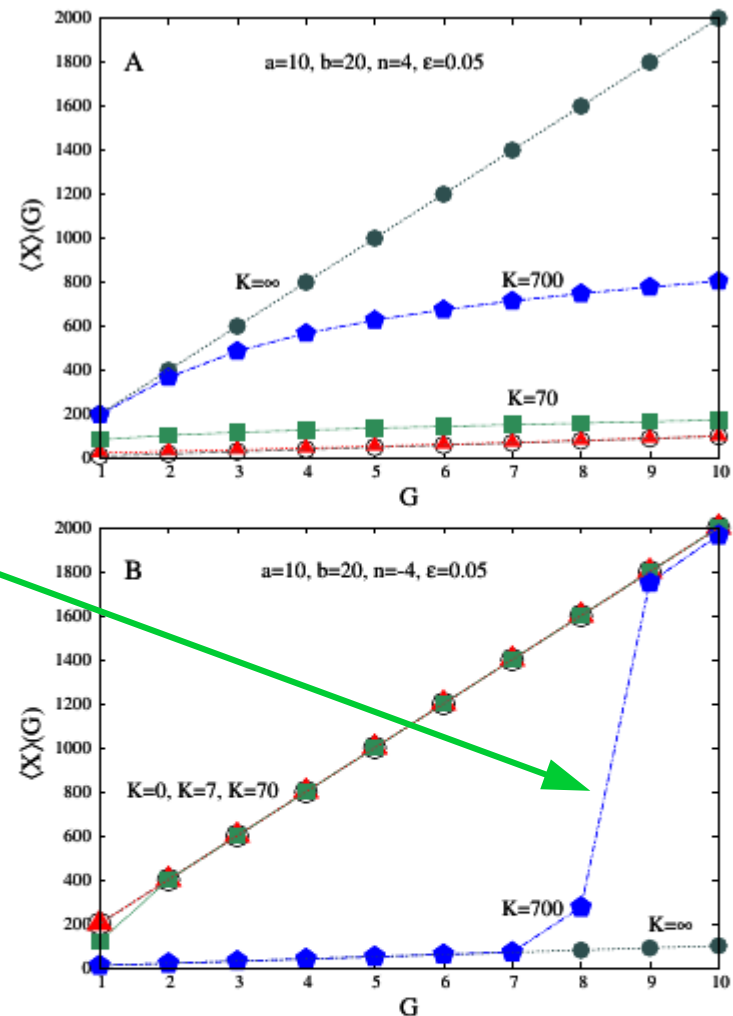 2000
1800
1600
1400
1200
1000
800
600
400
200
0
⟨X⟩(G)
A
a=10, b=20, n=4, ε=0.05
K=∞
K=700
K=70
1 2 3 4 5 6 7 8 9 10
G
2000
1800
1600
1400
1200
1000
800
600
400
200
0
⟨X⟩(G)
B
a=10, b=20, n=-4, ε=0.05
K=0, K=7, K=70
K=700
K=∞
1 2 3 4 5 6 7 8 9 10
G